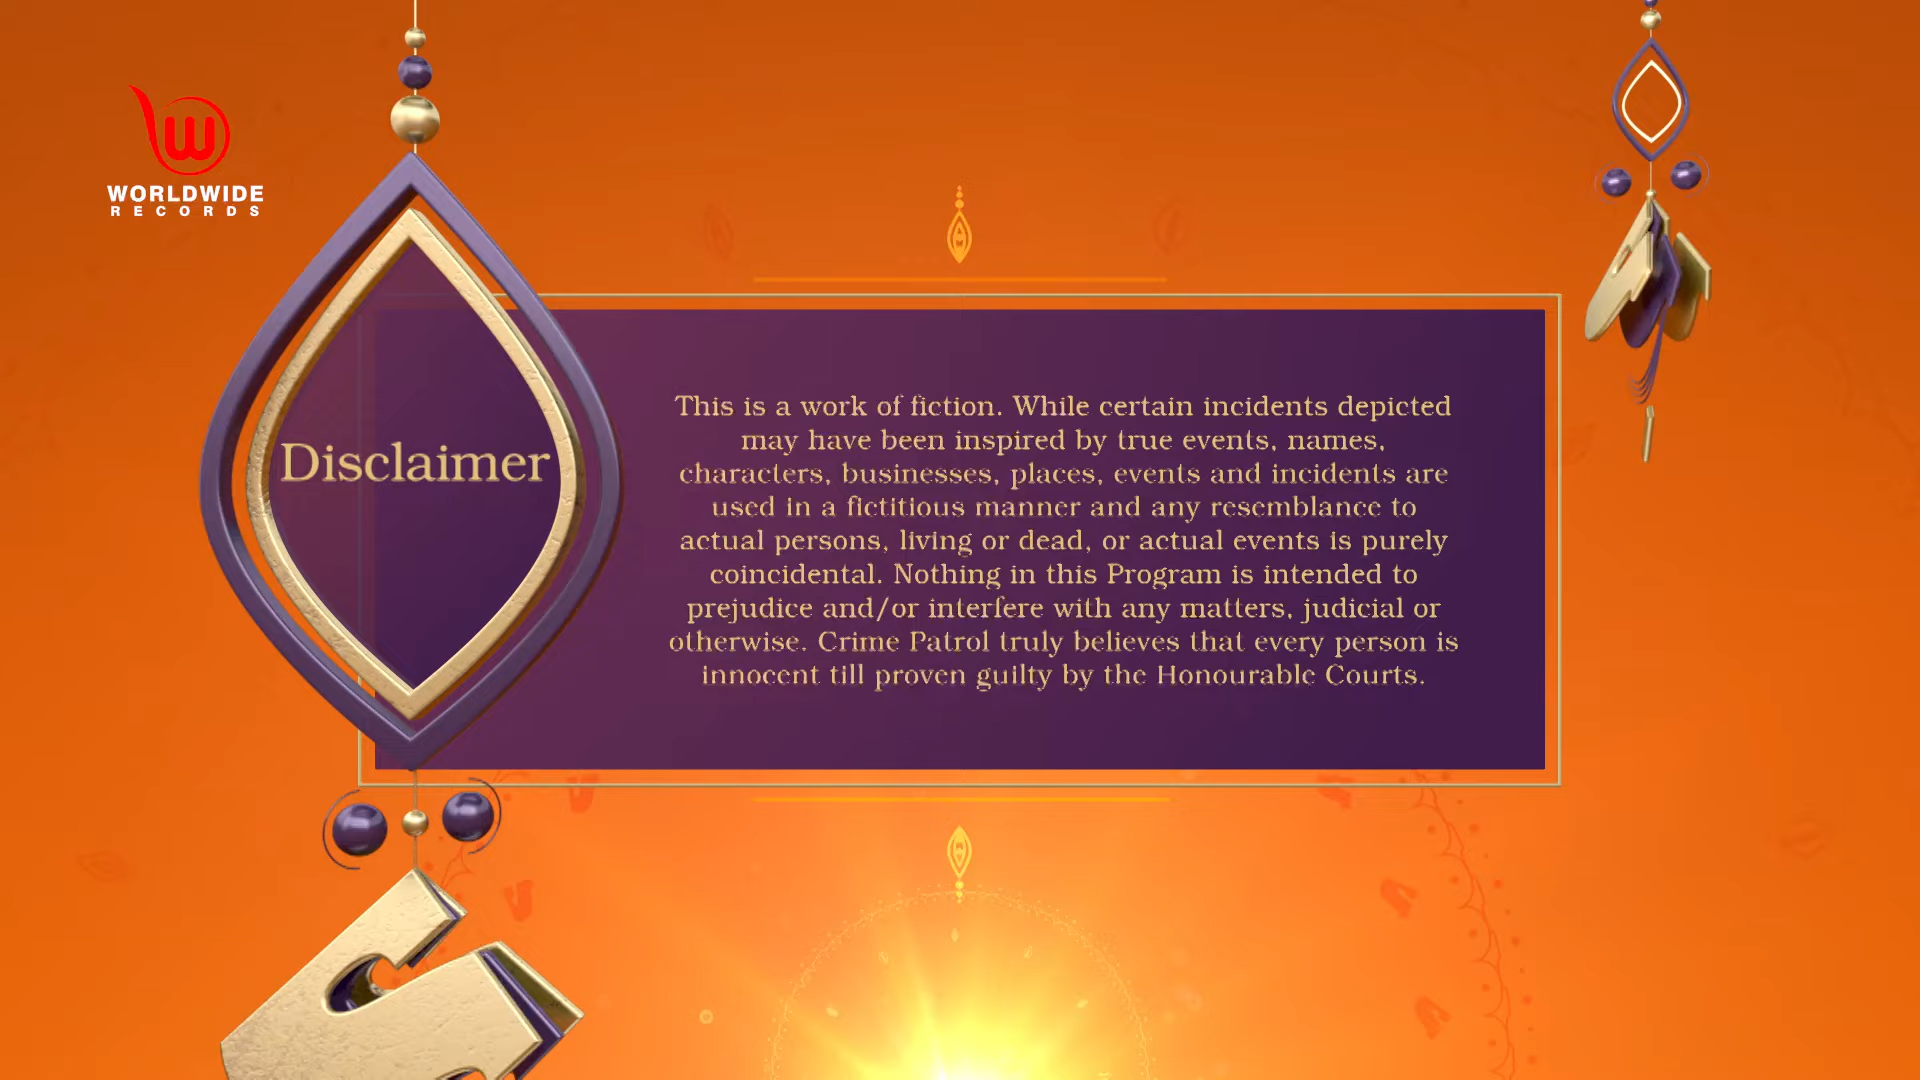 WORLDWIDE
RECORDS
Disclaimer
This is a work of fiction. While certain incidents depicted
may have been inspired by true events, names,
characters, businesses, places, events and incidents are
used in a fictitious manner and any resemblance to
actual persons, living or dead, or actual events is purely
coincidental. Nothing in this Program is intended to
prejudice and/or interfere with any matters, judicial or
otherwise. Crime Patrol truly believes that every person is
innocent till proven guilty by the Honourable Courts.